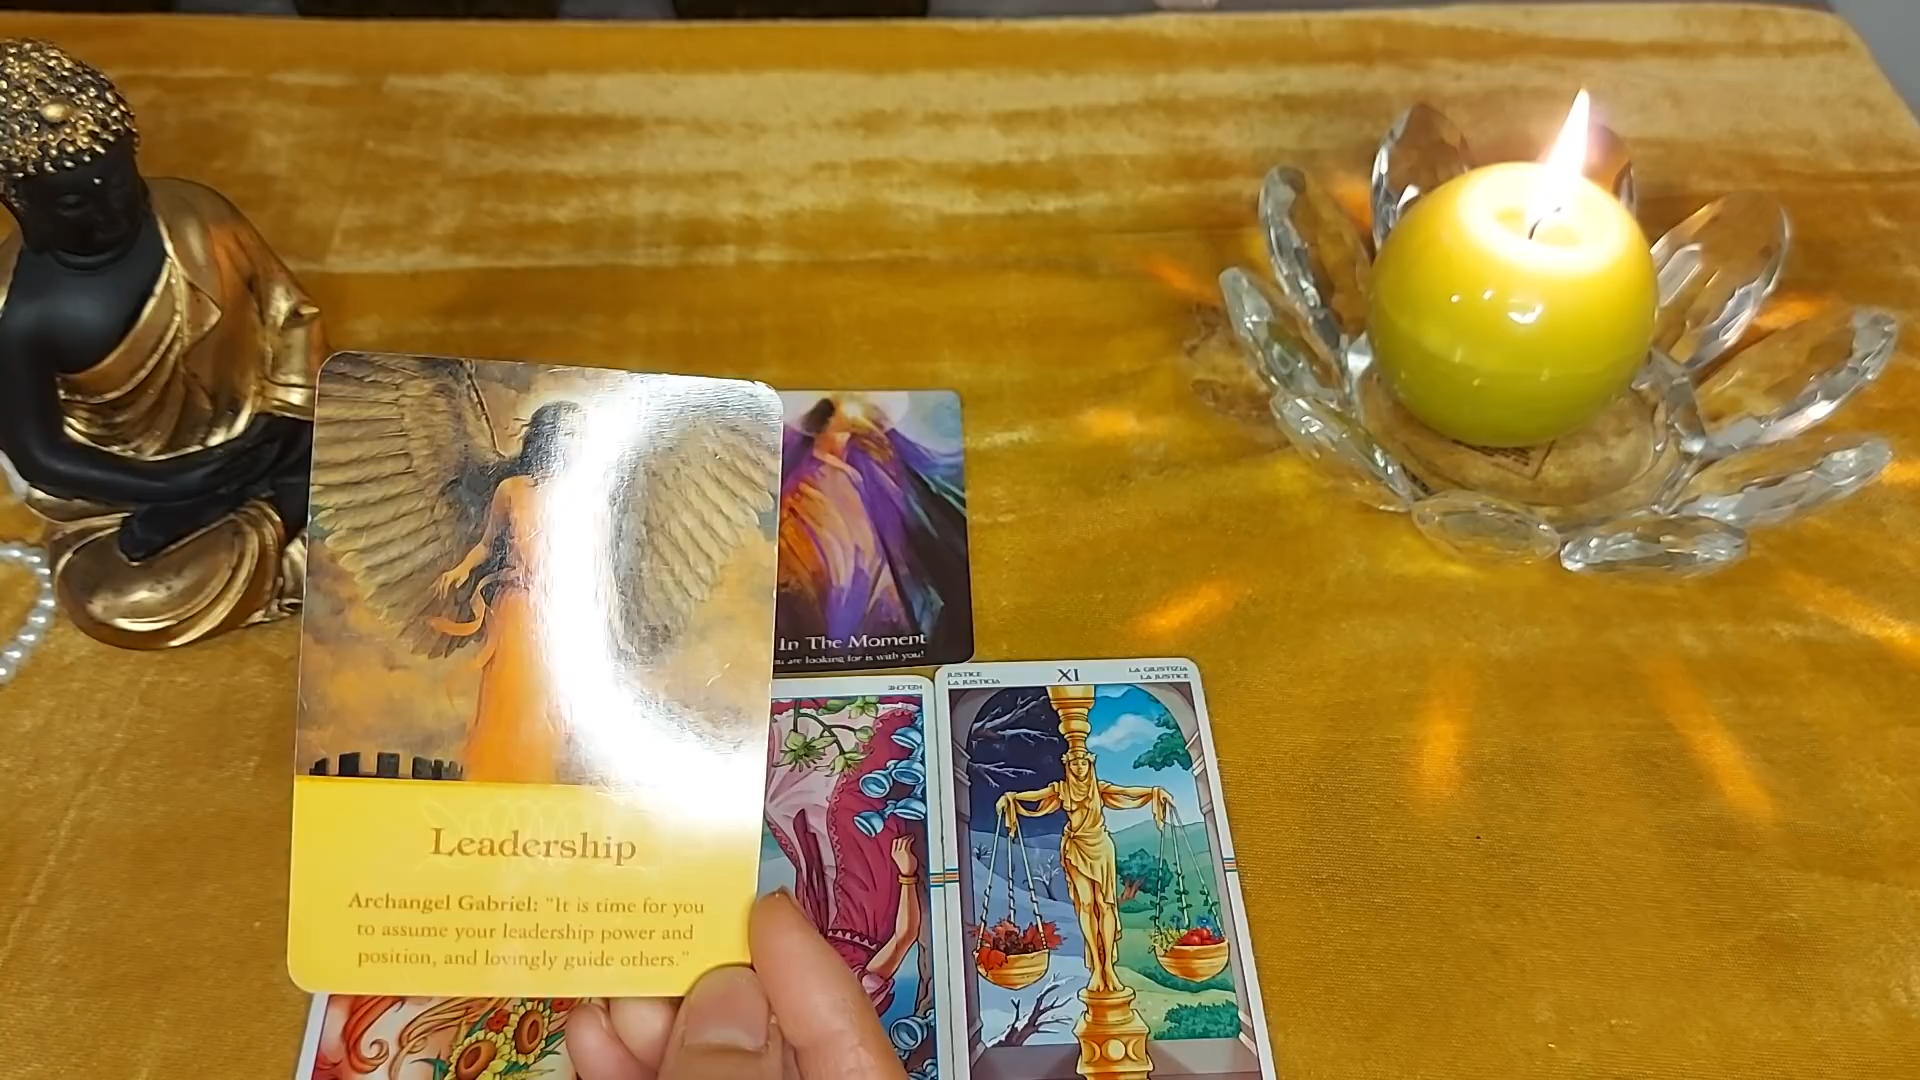 Leadership
Archangel Gabriel: "It is time for you
to assume your leadership power and
position, and lovingly guide others."
In The Moment
are looking for is with you!
JUSTICE
LA JUSTICIA
XI
LA GIUSTIZIA
LA JUSTICE